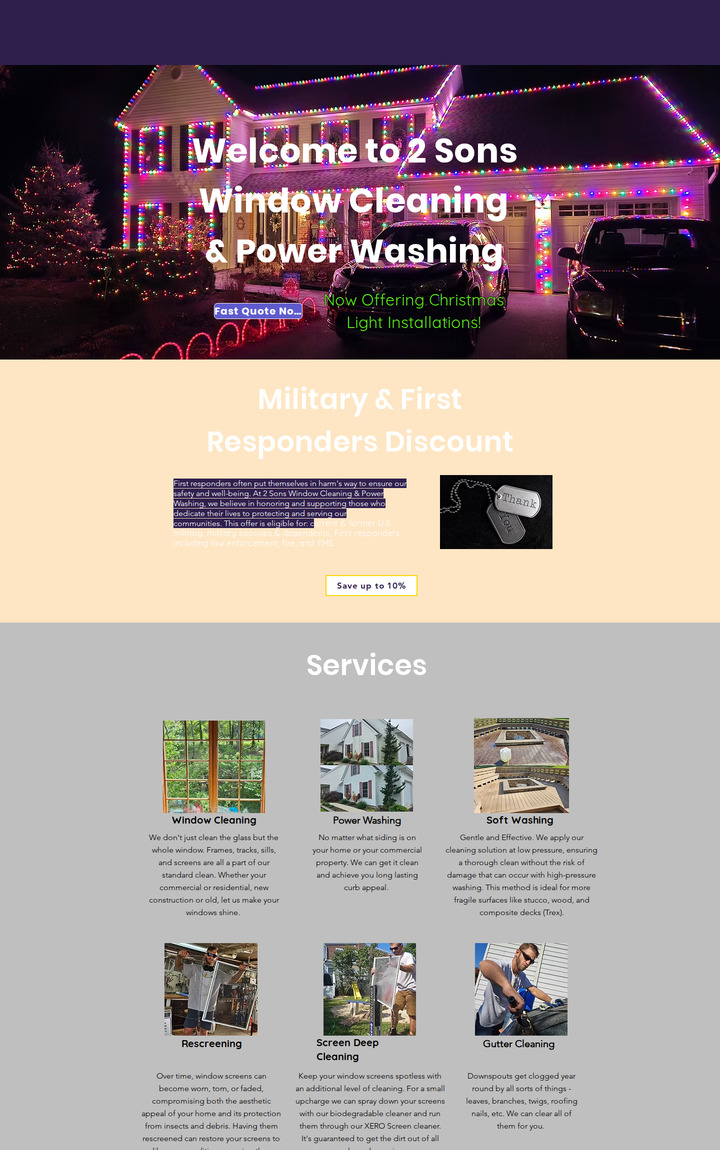 Welcome to 2 Sons
Window Cleaning
& Power Washing
Fast Quote No...
Now Offering Christmas
Light Installations!
Military & First
Responders Discount
First responders often put themselves in harm's way to ensure our
safety and well-being. At 2 Sons Window Cleaning & Power
Washing, we believe in honoring and supporting those who
dedicate their lives to protecting and serving our
communities. This offer is eligible for: current & former U.S.
military, military spouses & dependents, First responders
including law enforcement, fire, and EMS.
Thank
You
Save up to 10%
Services
Window Cleaning
We don't just clean the glass but the
whole window. Frames, tracks, sills,
and screens are all a part of our
standard clean. Whether your
commercial or residential, new
construction or old, let us make your
windows shine.
Power Washing
No matter what siding is on
your home or your commercial
property. We can get it clean
and achieve you long lasting
curb appeal.
Soft Washing
Gentle and Effective. We apply our
cleaning solution at low pressure, ensuring
a thorough clean without the risk of
damage that can occur with high-pressure
washing. This method is ideal for more
fragile surfaces like stucco, wood, and
composite decks (Trex).
Rescreening
Over time, window screens can
become worn, torn, or faded,
compromising both the aesthetic
appeal of your home and its protection
from insects and debris. Having them
rescreened can restore your screens to
Screen Deep
Cleaning
Keep your window screens spotless with
an additional level of cleaning. For a small
upcharge we can spray down your screens
with our biodegradable cleaner and run
them through our XERO Screen cleaner.
It's guaranteed to get the dirt out of all
Gutter Cleaning
Downspouts get clogged year
round by all sorts of things -
leaves, branches, twigs, roofing
nails, etc. We can clear all of
them for you.